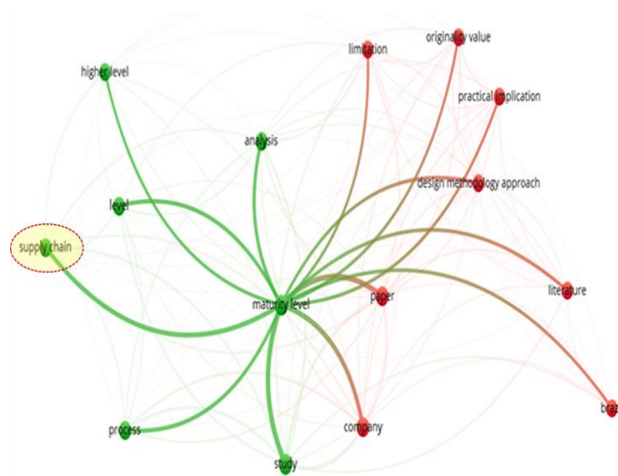 originality value
limitation
higher level
practical implication
analysis
design methodology approach
level
supply chain
literature
paper
maturity level
braz
company
process
study